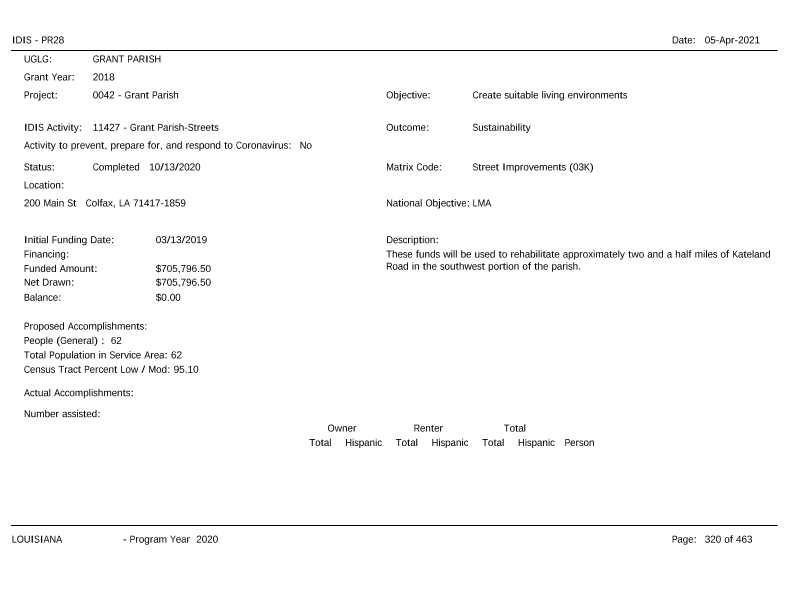 IDIS - PR28 Date: 05-Apr-2021
UGLG: GRANT PARISH
Grant Year: 2018
Project: 0042 - Grant Parish Objective: Create suitable living environments
IDIS Activity: 11427 - Grant Parish-Streets Outcome: Sustainability
Activity to prevent, prepare for, and respond to Coronavirus: No
Status: Completed 10/13/2020 Matrix Code: Street Improvements (03K)
Location:
200 Main St Colfax, LA 71417-1859 National Objective: LMA
Initial Funding Date: 03/13/2019 Description:
Financing: These funds will be used to rehabilitate approximately two and a half miles of Kateland
Funded Amount: $705,796.50 Road in the southwest portion of the parish.
Net Drawn: $705,796.50
Balance: $0.00
Proposed Accomplishments:
People (General) : 62
Total Population in Service Area: 62
Census Tract Percent Low / Mod: 95.10
Actual Accomplishments:
Number assisted:
Owner Renter Total
Total Hispanic Total Hispanic Total Hispanic Person
LOUISIANA - Program Year 2020 Page: 320 of 463